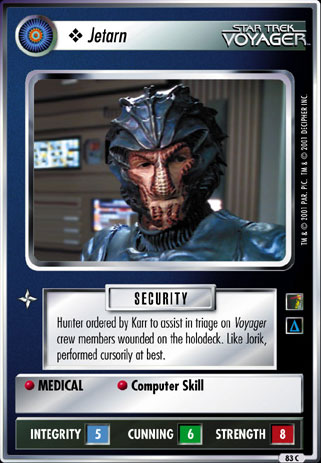 ❖ Jetarn
STAR TREK
VOYAGER™
TM & © 2001 PAR. P.C. TM & © 2001 DECIPHER INC.
SECURITY
Hunter ordered by Karr to assist in triage on Voyager
crew members wounded on the holodeck. Like Jorik,
performed cursorily at best.
MEDICAL Computer Skill
INTEGRITY 5 CUNNING 6 STRENGTH 8
83 C